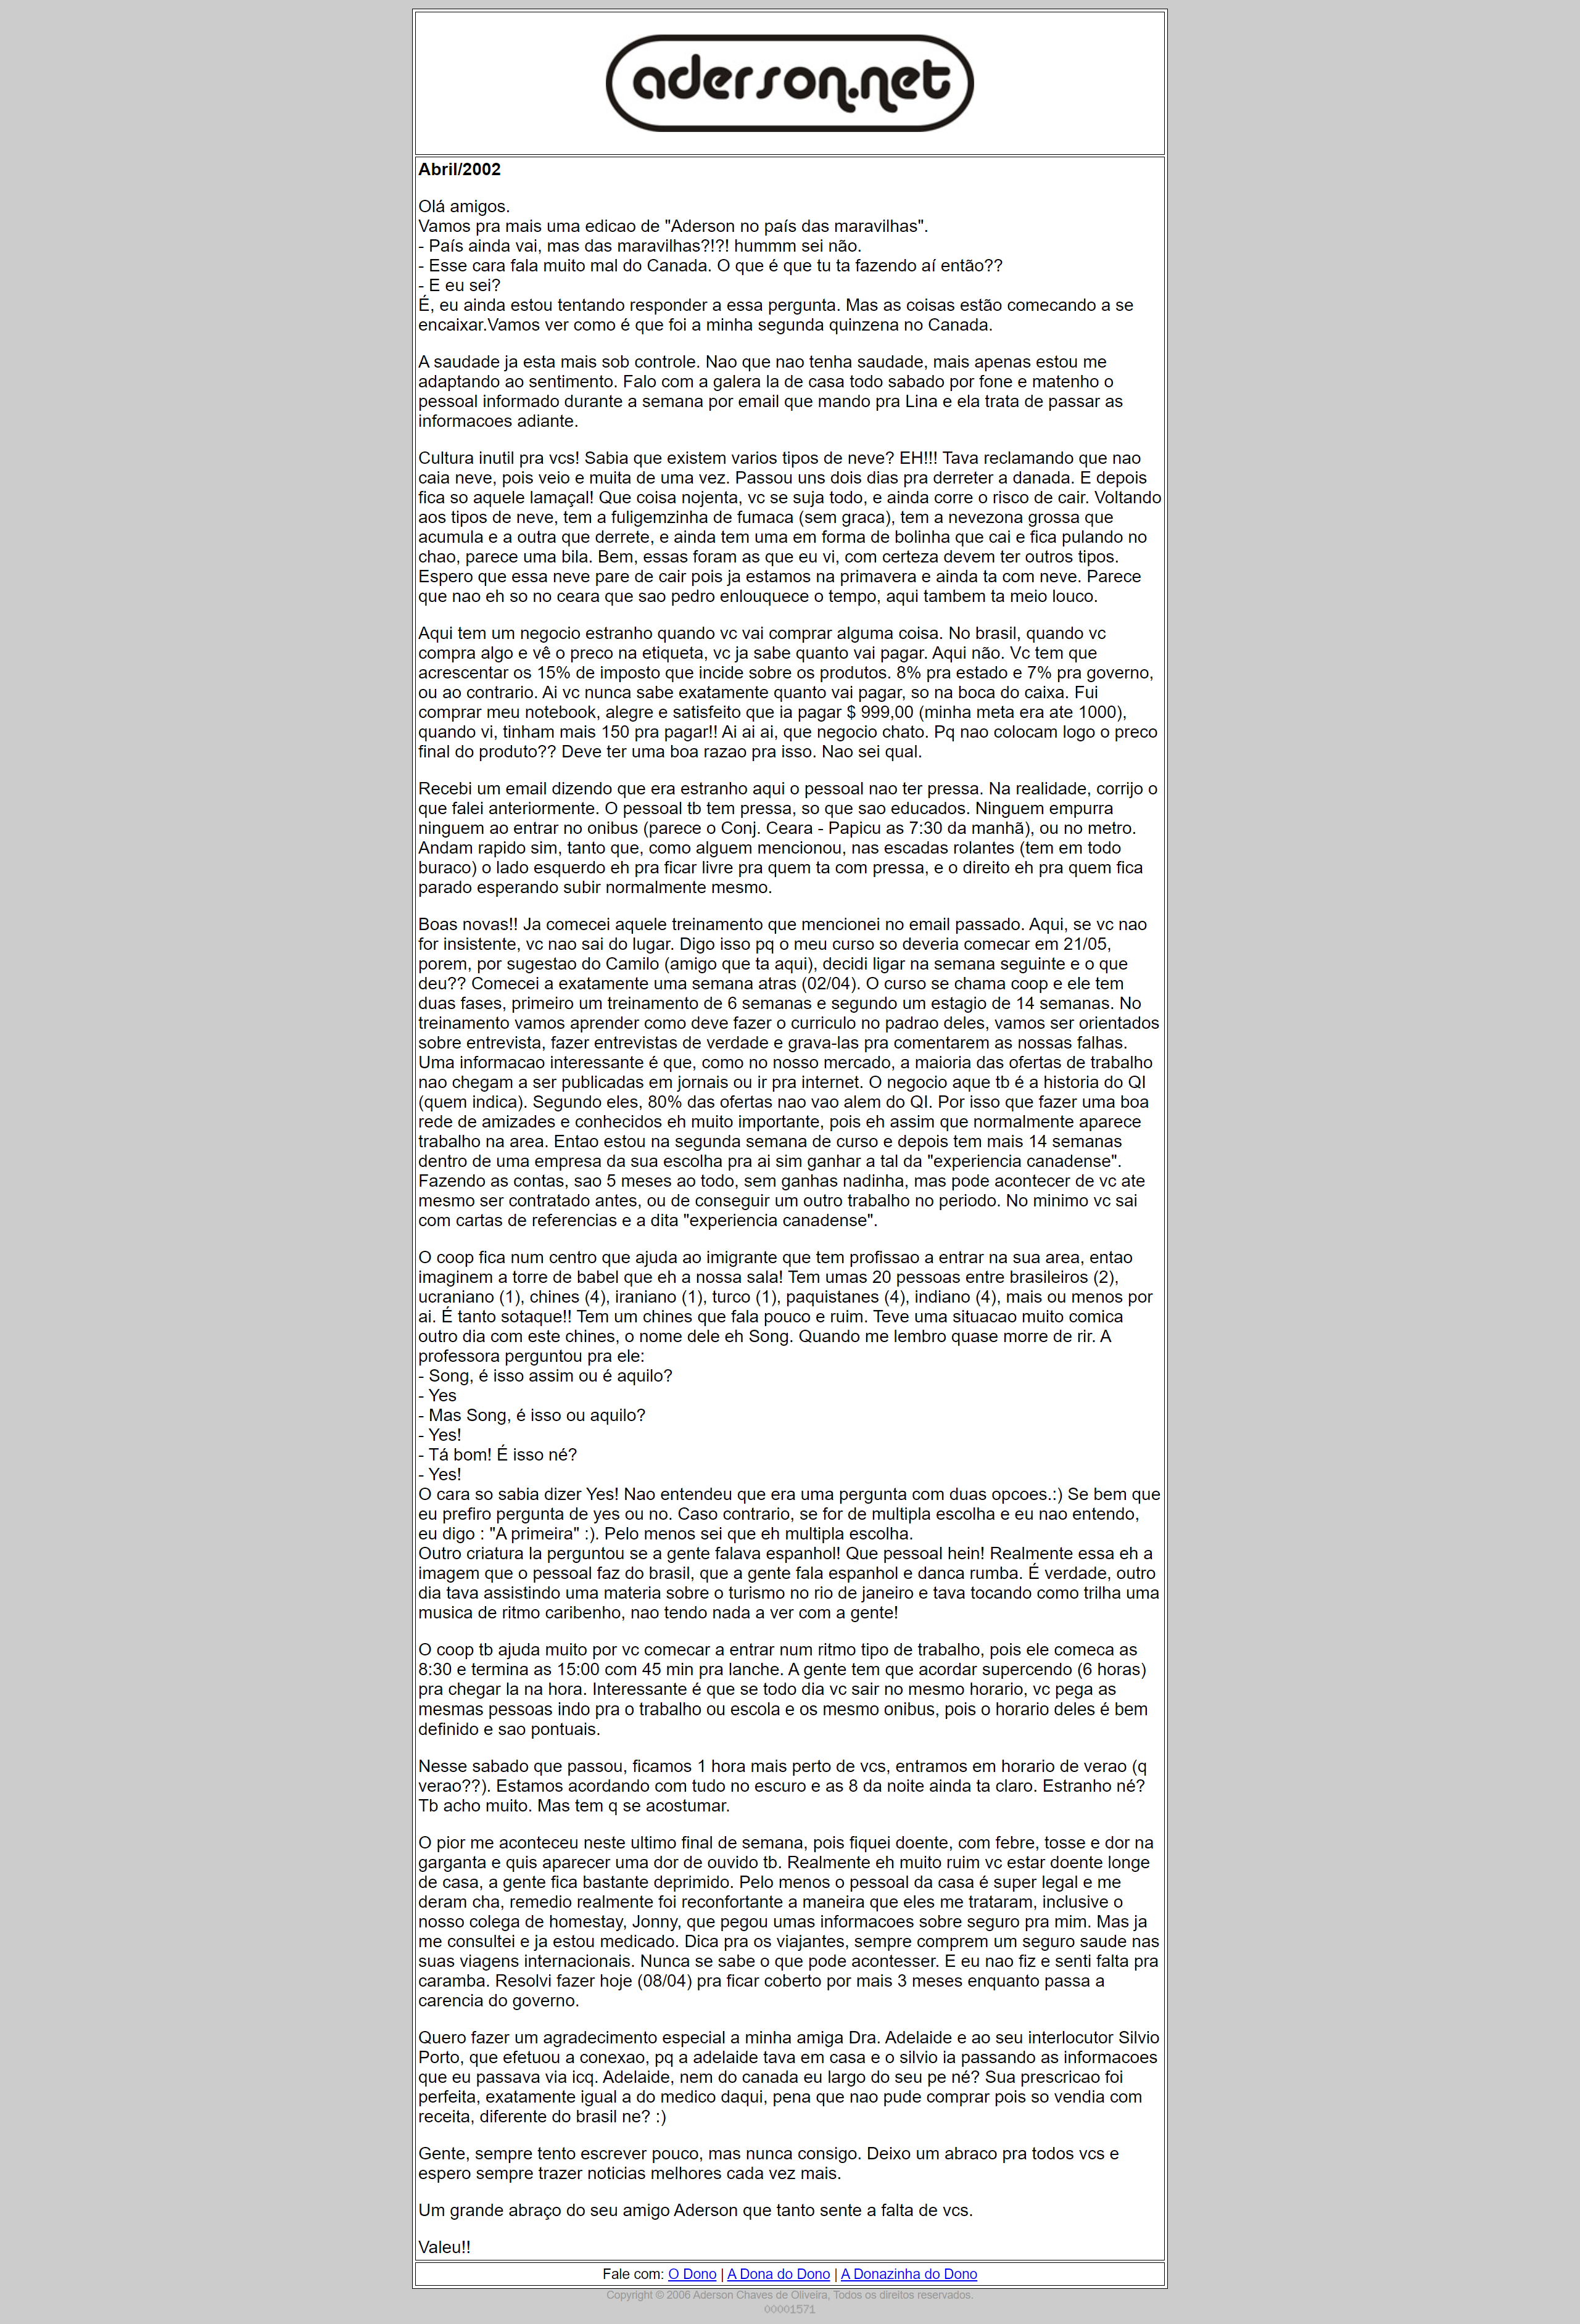 aderson.net
Abril/2002
Olá amigos.
Vamos pra mais uma edicao de "Aderson no país das maravilhas".
- País ainda vai, mas das maravilhas?!?! hummm sei não.
- Esse cara fala muito mal do Canada. O que é que tu ta fazendo aí então??
- E eu sei?
É, eu ainda estou tentando responder a essa pergunta. Mas as coisas estão comecando a se
encaixar.Vamos ver como é que foi a minha segunda quinzena no Canada.
A saudade ja esta mais sob controle. Nao que nao tenha saudade, mais apenas estou me
adaptando ao sentimento. Falo com a galera la de casa todo sabado por fone e matenho o
pessoal informado durante a semana por email que mando pra Lina e ela trata de passar as
informacoes adiante.
Cultura inutil pra vcs! Sabia que existem varios tipos de neve? EH!!! Tava reclamando que nao
caia neve, pois veio e muita de uma vez. Passou uns dois dias pra derreter a danada. E depois
fica so aquele lamaçal! Que coisa nojenta, vc se suja todo, e ainda corre o risco de cair. Voltando
aos tipos de neve, tem a fuligemzinha de fumaca (sem graca), tem a nevezona grossa que
acumula e a outra que derrete, e ainda tem uma em forma de bolinha que cai e fica pulando no
chao, parece uma bila. Bem, essas foram as que eu vi, com certeza devem ter outros tipos.
Espero que essa neve pare de cair pois ja estamos na primavera e ainda ta com neve. Parece
que nao eh so no ceara que sao pedro enlouquece o tempo, aqui tambem ta meio louco.
Aqui tem um negocio estranho quando vc vai comprar alguma coisa. No brasil, quando vc
compra algo e vê o preco na etiqueta, vc ja sabe quanto vai pagar. Aqui não. Vc tem que
acrescentar os 15% de imposto que incide sobre os produtos. 8% pra estado e 7% pra governo,
ou ao contrario. Ai vc nunca sabe exatamente quanto vai pagar, so na boca do caixa. Fui
comprar meu notebook, alegre e satisfeito que ia pagar $ 999,00 (minha meta era ate 1000),
quando vi, tinham mais 150 pra pagar!! Ai ai ai, que negocio chato. Pq nao colocam logo o preco
final do produto?? Deve ter uma boa razao pra isso. Nao sei qual.
Recebi um email dizendo que era estranho aqui o pessoal nao ter pressa. Na realidade, corrijo o
que falei anteriormente. O pessoal tb tem pressa, so que sao educados. Ninguem empurra
ninguem ao entrar no onibus (parece o Conj. Ceara - Papicu as 7:30 da manhã), ou no metro.
Andam rapido sim, tanto que, como alguem mencionou, nas escadas rolantes (tem em todo
buraco) o lado esquerdo eh pra ficar livre pra quem ta com pressa, e o direito eh pra quem fica
parado esperando subir normalmente mesmo.
Boas novas!! Ja comecei aquele treinamento que mencionei no email passado. Aqui, se vc nao
for insistente, vc nao sai do lugar. Digo isso pq o meu curso so deveria comecar em 21/05,
porem, por sugestao do Camilo (amigo que ta aqui), decidi ligar na semana seguinte e o que
deu?? Comecei a exatamente uma semana atras (02/04). O curso se chama coop e ele tem
duas fases, primeiro um treinamento de 6 semanas e segundo um estagio de 14 semanas. No
treinamento vamos aprender como deve fazer o curriculo no padrao deles, vamos ser orientados
sobre entrevista, fazer entrevistas de verdade e grava-las pra comentarem as nossas falhas.
Uma informacao interessante é que, como no nosso mercado, a maioria das ofertas de trabalho
nao chegam a ser publicadas em jornais ou ir pra internet. O negocio aque tb é a historia do QI
(quem indica). Segundo eles, 80% das ofertas nao vao alem do QI. Por isso que fazer uma boa
rede de amizades e conhecidos eh muito importante, pois eh assim que normalmente aparece
trabalho na area. Entao estou na segunda semana de curso e depois tem mais 14 semanas
dentro de uma empresa da sua escolha pra ai sim ganhar a tal da "experiencia canadense".
Fazendo as contas, sao 5 meses ao todo, sem ganhas nadinha, mas pode acontecer de vc ate
mesmo ser contratado antes, ou de conseguir um outro trabalho no periodo. No minimo vc sai
com cartas de referencias e a dita "experiencia canadense".
O coop fica num centro que ajuda ao imigrante que tem profissao a entrar na sua area, entao
imaginem a torre de babel que eh a nossa sala! Tem umas 20 pessoas entre brasileiros (2),
ucraniano (1), chines (4), iraniano (1), turco (1), paquistanes (4), indiano (4), mais ou menos por
ai. É tanto sotaque!! Tem um chines que fala pouco e ruim. Teve uma situacao muito comica
outro dia com este chines, o nome dele eh Song. Quando me lembro quase morre de rir. A
professora perguntou pra ele:
- Song, é isso assim ou é aquilo?
- Yes
- Mas Song, é isso ou aquilo?
- Yes!
- Tá bom! É isso né?
- Yes!
O cara so sabia dizer Yes! Nao entendeu que era uma pergunta com duas opcoes.:) Se bem que
eu prefiro pergunta de yes ou no. Caso contrario, se for de multipla escolha e eu nao entendo,
eu digo : "A primeira" :). Pelo menos sei que eh multipla escolha.
Outro criatura la perguntou se a gente falava espanhol! Que pessoal hein! Realmente essa eh a
imagem que o pessoal faz do brasil, que a gente fala espanhol e danca rumba. É verdade, outro
dia tava assistindo uma materia sobre o turismo no rio de janeiro e tava tocando como trilha uma
musica de ritmo caribenho, nao tendo nada a ver com a gente!
O coop tb ajuda muito por vc comecar a entrar num ritmo tipo de trabalho, pois ele comeca as
8:30 e termina as 15:00 com 45 min pra lanche. A gente tem que acordar supercendo (6 horas)
pra chegar la na hora. Interessante é que se todo dia vc sair no mesmo horario, vc pega as
mesmas pessoas indo pra o trabalho ou escola e os mesmo onibus, pois o horario deles é bem
definido e sao pontuais.
Nesse sabado que passou, ficamos 1 hora mais perto de vcs, entramos em horario de verao (q
verao??). Estamos acordando com tudo no escuro e as 8 da noite ainda ta claro. Estranho né?
Tb acho muito. Mas tem q se acostumar.
O pior me aconteceu neste ultimo final de semana, pois fiquei doente, com febre, tosse e dor na
garganta e quis aparecer uma dor de ouvido tb. Realmente eh muito ruim vc estar doente longe
de casa, a gente fica bastante deprimido. Pelo menos o pessoal da casa é super legal e me
deram cha, remedio realmente foi reconfortante a maneira que eles me trataram, inclusive o
nosso colega de homestay, Jonny, que pegou umas informacoes sobre seguro pra mim. Mas ja
me consultei e ja estou medicado. Dica pra os viajantes, sempre comprem um seguro saude nas
suas viagens internacionais. Nunca se sabe o que pode acontesser. E eu nao fiz e senti falta pra
caramba. Resolvi fazer hoje (08/04) pra ficar coberto por mais 3 meses enquanto passa a
carencia do governo.
Quero fazer um agradecimento especial a minha amiga Dra. Adelaide e ao seu interlocutor Silvio
Porto, que efetuou a conexao, pq a adelaide tava em casa e o silvio ia passando as informacoes
que eu passava via icq. Adelaide, nem do canada eu largo do seu pe né? Sua prescricao foi
perfeita, exatamente igual a do medico daqui, pena que nao pude comprar pois so vendia com
receita, diferente do brasil ne? :)
Gente, sempre tento escrever pouco, mas nunca consigo. Deixo um abraco pra todos vcs e
espero sempre trazer noticias melhores cada vez mais.
Um grande abraço do seu amigo Aderson que tanto sente a falta de vcs.
Valeu!!
Fale com: O Dono | A Dona do Dono | A Donazinha do Dono
Copyright © 2006 Aderson Chaves de Oliveira, Todos os direitos reservados.
00001571